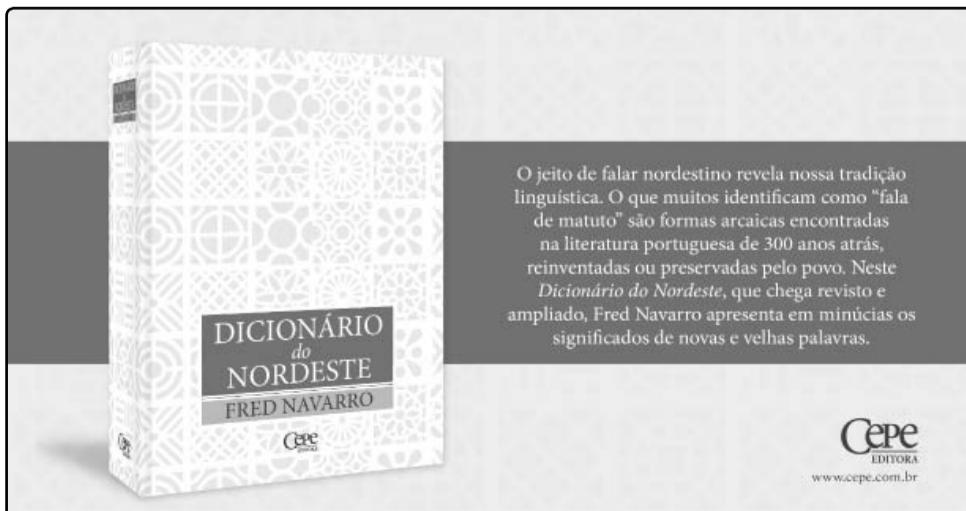 DICIONÁRIO
do
NORDESTE
FRED NAVARRO
Cepe
EDITORA
O jeito de falar nordestino revela nossa tradição
linguística. O que muitos identificam como “fala
de matuto” são formas arcaicas encontradas
na literatura portuguesa de 300 anos atrás,
reinventadas ou preservadas pelo povo. Neste
Dicionário do Nordeste, que chega revisto e
ampliado, Fred Navarro apresenta em minúcias os
significados de novas e velhas palavras.
Cepe
EDITORA
www.cepe.com.br